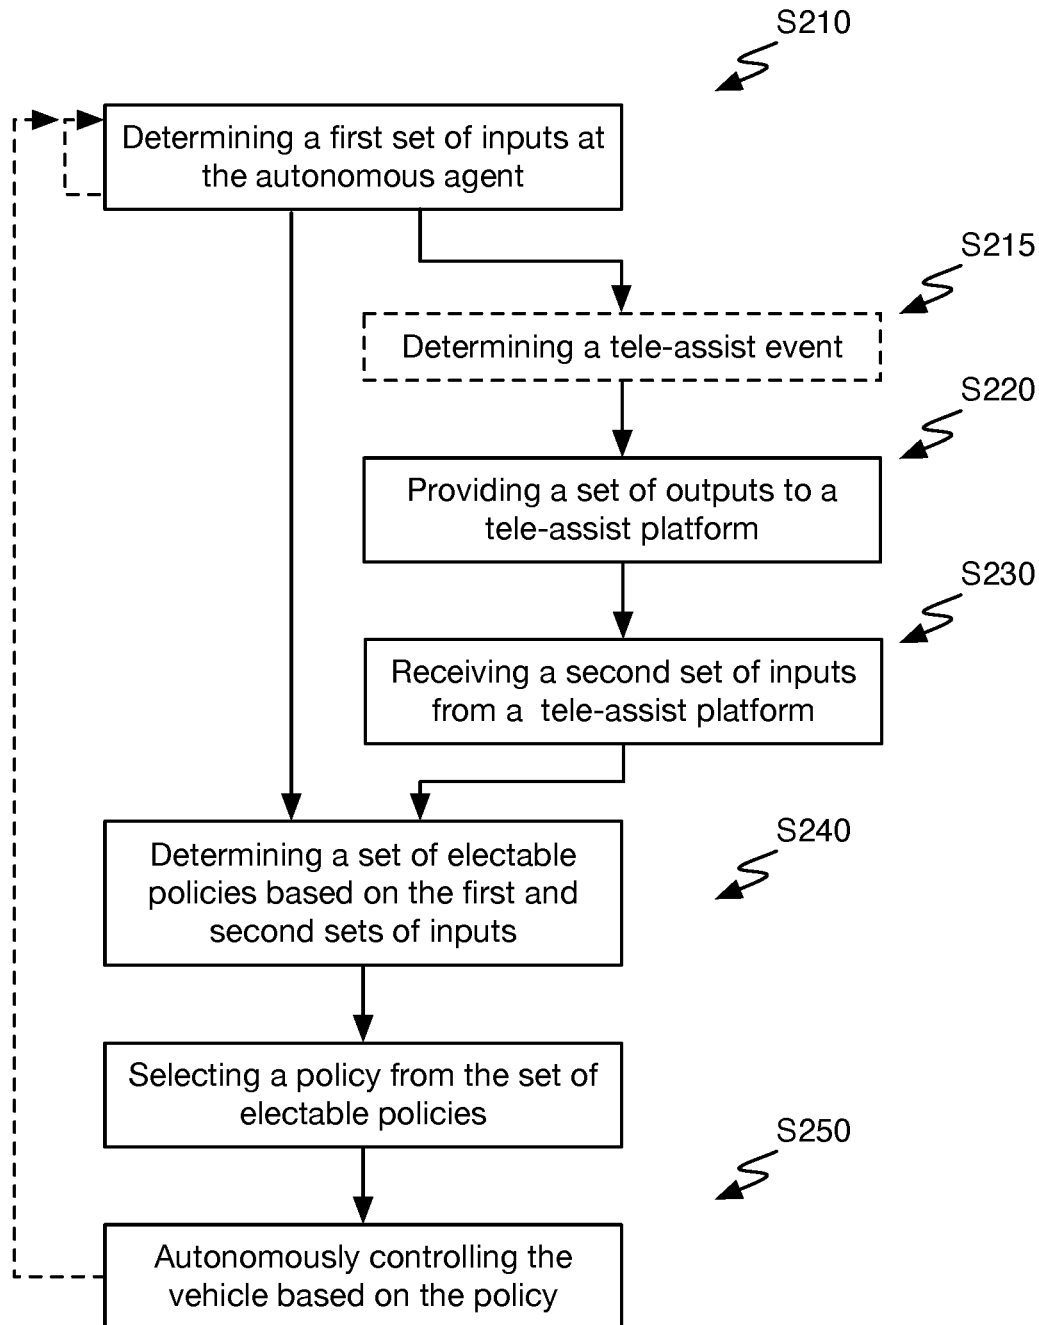 S210
Determining a first set of inputs at
the autonomous agent
S215
Determining a tele-assist event
S220
Providing a set of outputs to a
tele-assist platform
S230
Receiving a second set of inputs
from a tele-assist platform
S240
Determining a set of electable
policies based on the first and
second sets of inputs
Selecting a policy from the set of
electable policies
S250
Autonomously controlling the
vehicle based on the policy